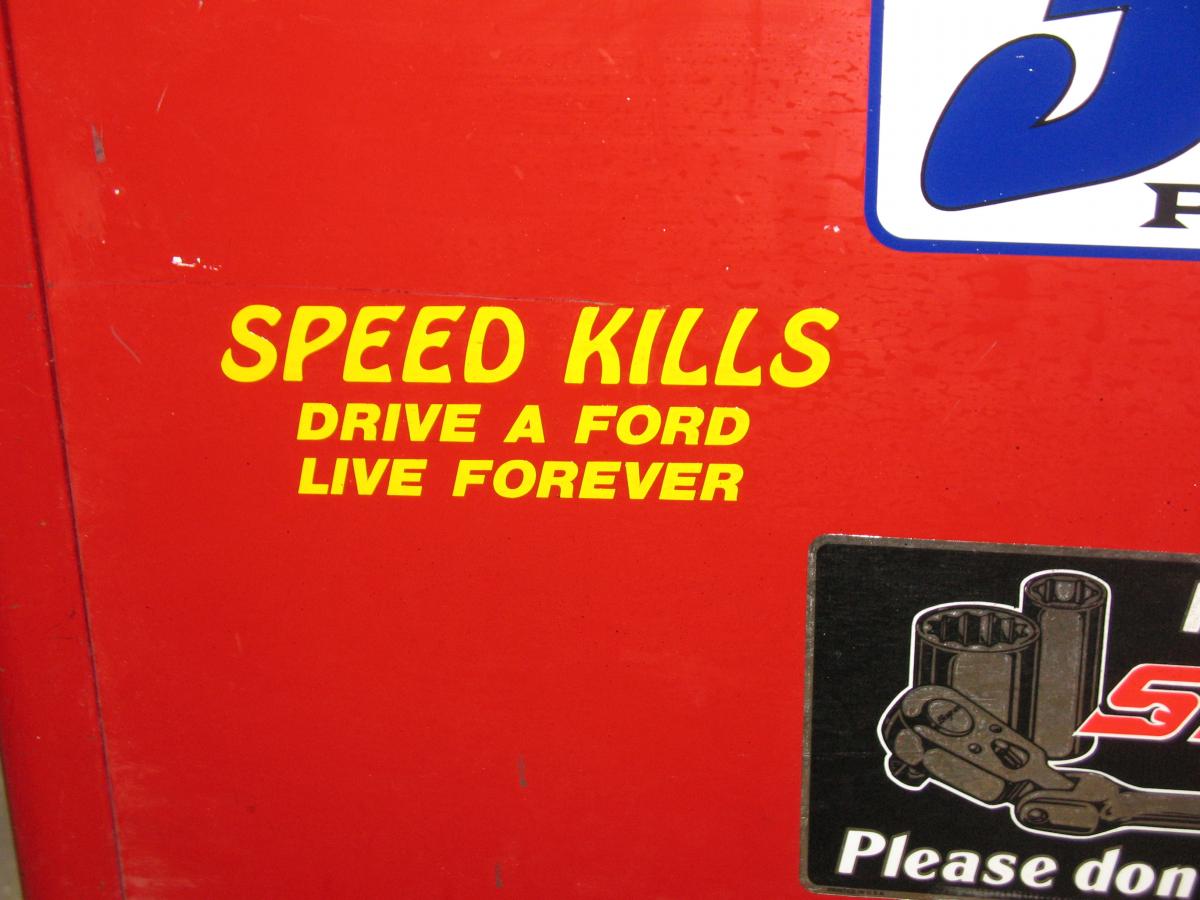 SPEED KILLS
DRIVE A FORD
LIVE FOREVER
Please don